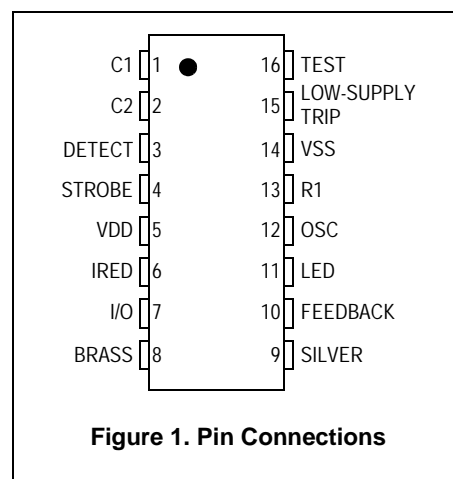 C1 1 16 TEST
C2 2 15 LOW-SUPPLY
TRIP
DETECT 3 14 VSS
STROBE 4 13 R1
VDD 5 12 OSC
IRED 6 11 LED
I/O 7 10 FEEDBACK
BRASS 8 9 SILVER
Figure 1. Pin Connections